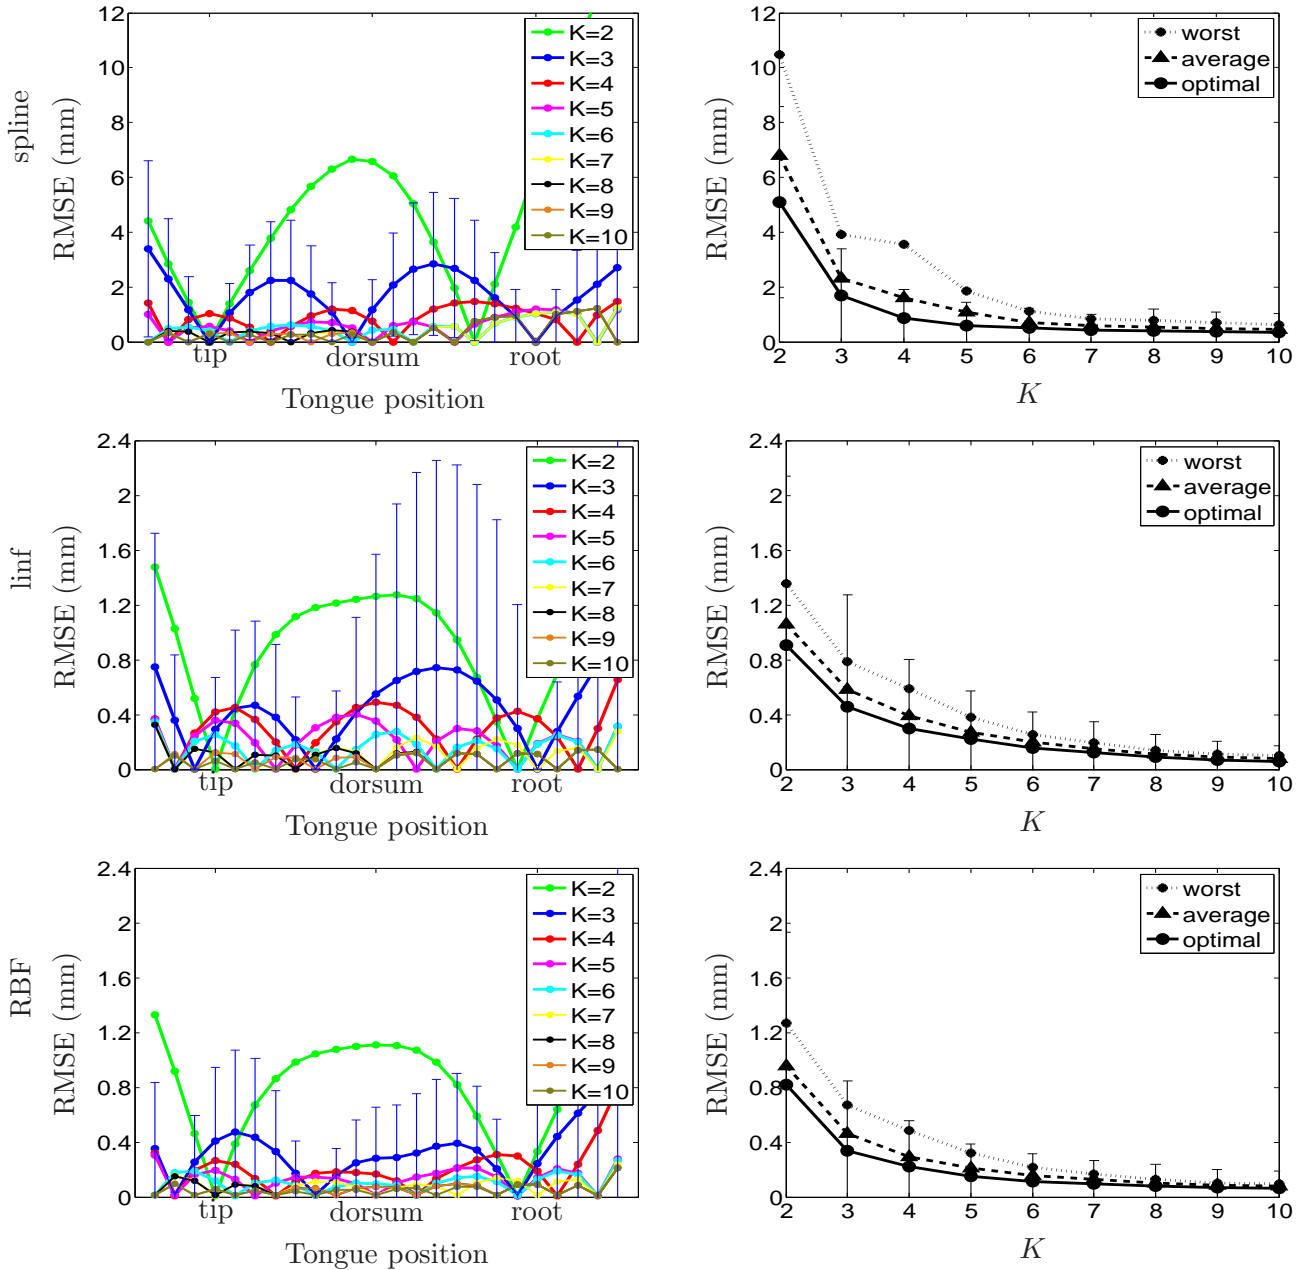 spline
RMSE (mm)
12
10
8
6
4
2
0
tip
dorsum
root
Tongue position
K=2
K=3
K=4
K=5
K=6
K=7
K=8
K=9
K=10
RMSE (mm)
12
10
8
6
4
2
0
2
3
4
5
6
7
8
9
10
K
worst
average
optimal
linf
RMSE (mm)
2.4
2
1.6
1.2
0.8
0.4
0
tip
dorsum
root
Tongue position
K=2
K=3
K=4
K=5
K=6
K=7
K=8
K=9
K=10
RMSE (mm)
2.4
2
1.6
1.2
0.8
0.4
0
2
3
4
5
6
7
8
9
10
K
worst
average
optimal
RBF
RMSE (mm)
2.4
2
1.6
1.2
0.8
0.4
0
tip
dorsum
root
Tongue position
K=2
K=3
K=4
K=5
K=6
K=7
K=8
K=9
K=10
RMSE (mm)
2.4
2
1.6
1.2
0.8
0.4
0
2
3
4
5
6
7
8
9
10
K
worst
average
optimal